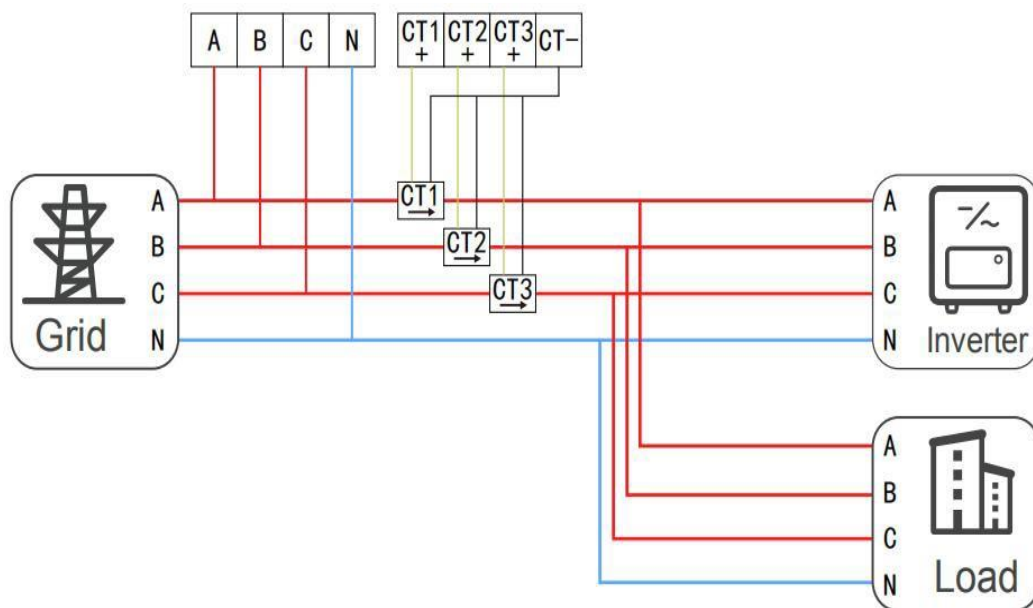 A B C N
CT1 + CT2 + CT3 + CT-
Grid
A
B
C
N
CT1
CT2
CT3
A
B
C
N
Inverter
A
B
C
N
Load